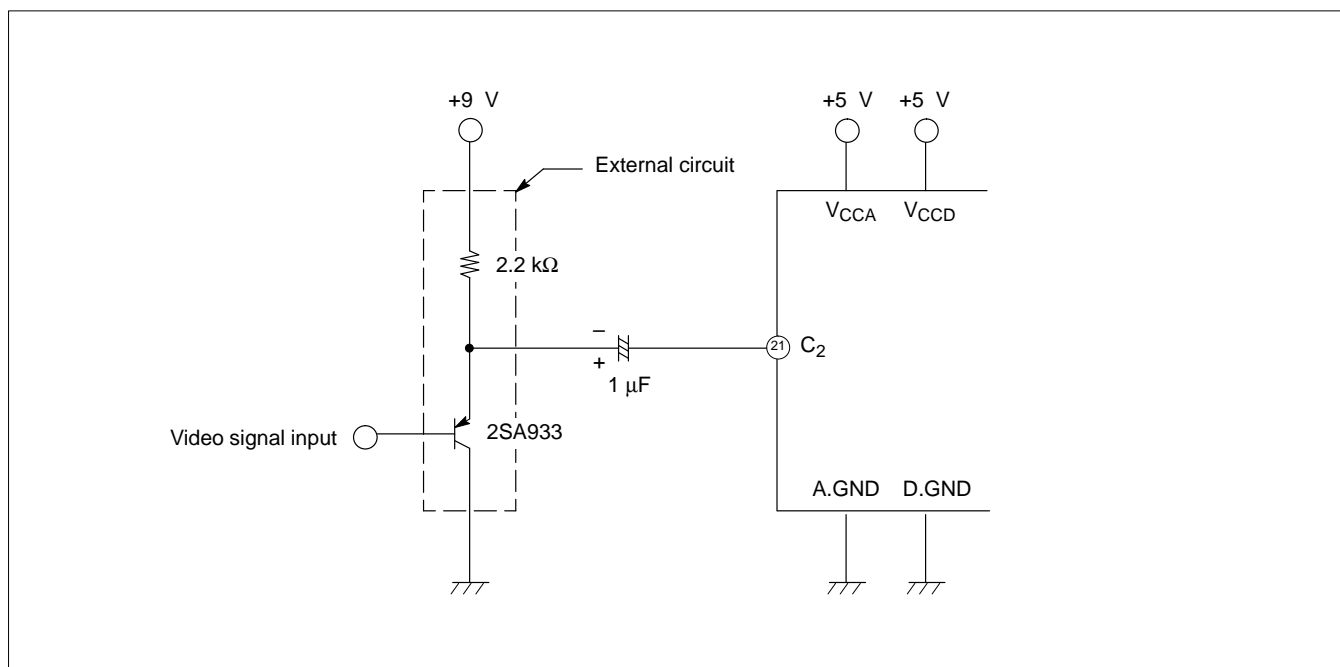 +9 V
+5 V
+5 V
External circuit
VCCA
VCCD
2.2 kΩ
–
+
1 μF
21
C2
Video signal input
2SA933
A.GND
D.GND